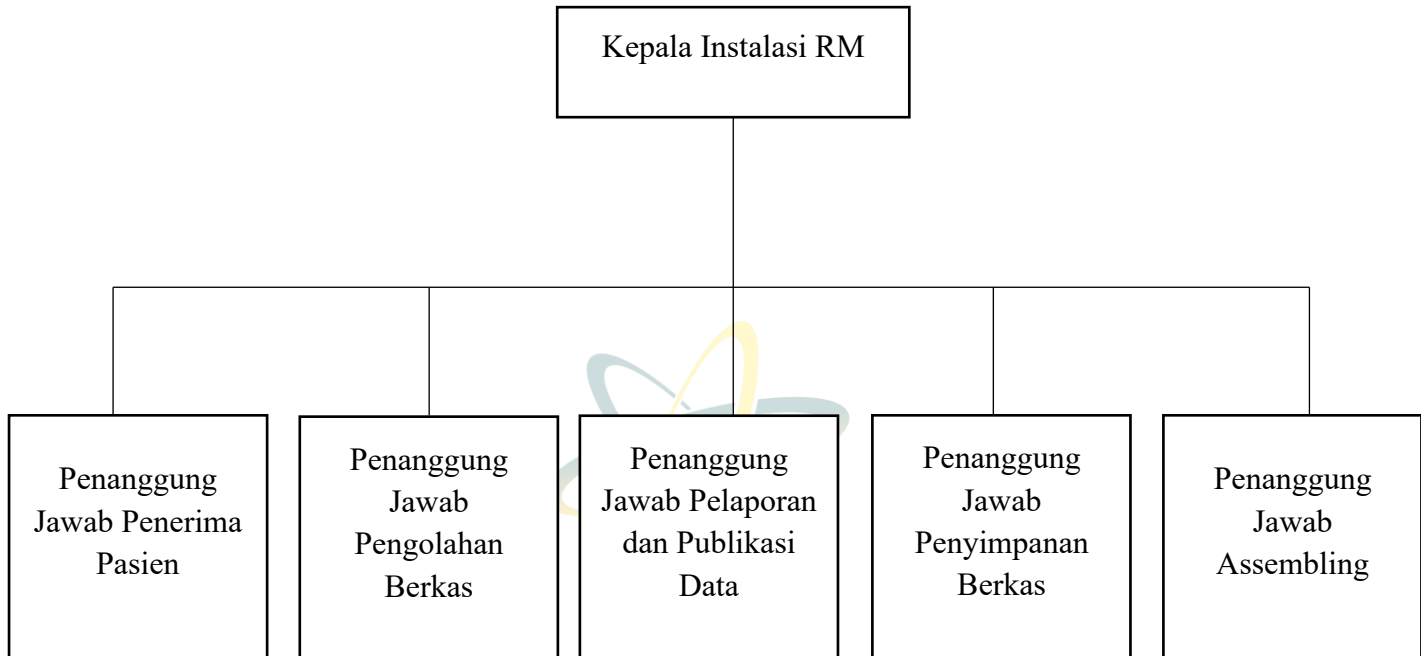 Kepala Instalasi RM
Penanggung
Jawab Penerima
Pasien
Penanggung
Jawab
Pengolahan
Berkas
Penanggung
Jawab Pelaporan
dan Publikasi
Data
Penanggung
Jawab
Penyimpanan
Berkas
Penanggung
Jawab
Assembling